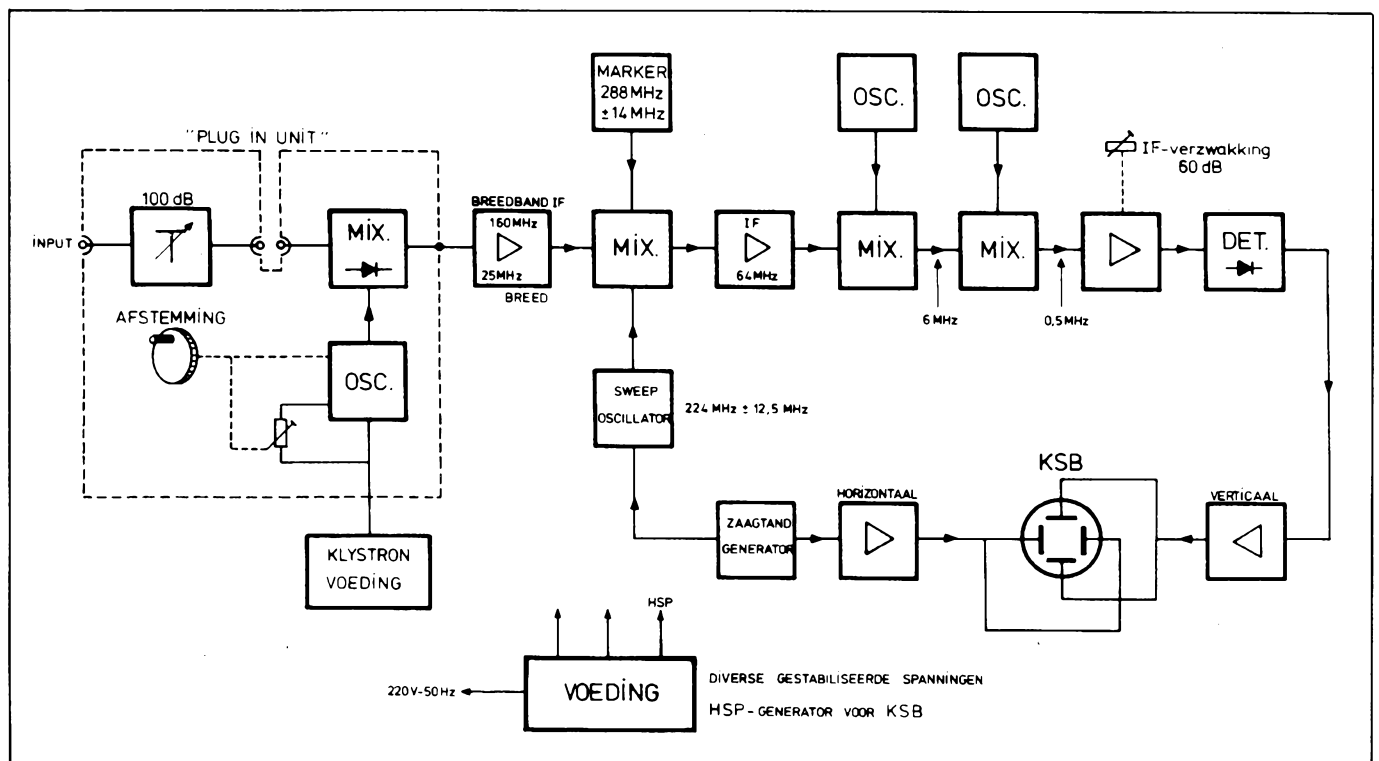 MARKER
288 MHz
± 14 MHz
OSC.
OSC.
"PLUG IN UNIT"
IF-verzwakking
60 dB
100 dB
BREEDBAND IF
160 MHz
25 MHz
BREED
INPUT
MIX.
MIX.
IF
64 MHz
MIX.
MIX.
DET.
6 MHz
0,5 MHz
AFSTEMMING
OSC.
SWEEP
OSCILLATOR
224 MHz ± 12,5 MHz
KSB
HORIZONTAAL
VERTICAAL
ZAAGTAND
GENERATOR
KLYSTRON
VOEDING
HSP
220V-50Hz
VOEDING
DIVERSE GESTABILISEERDE SPANNINGEN
HSP-GENERATOR VOOR KSB